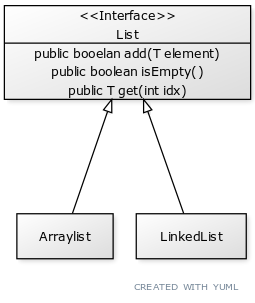 <<Interface>>
List
public booelan add(T element)
public boolean isEmpty()
public T get(int idx)
Arraylist
LinkedList
CREATED WITH YUML